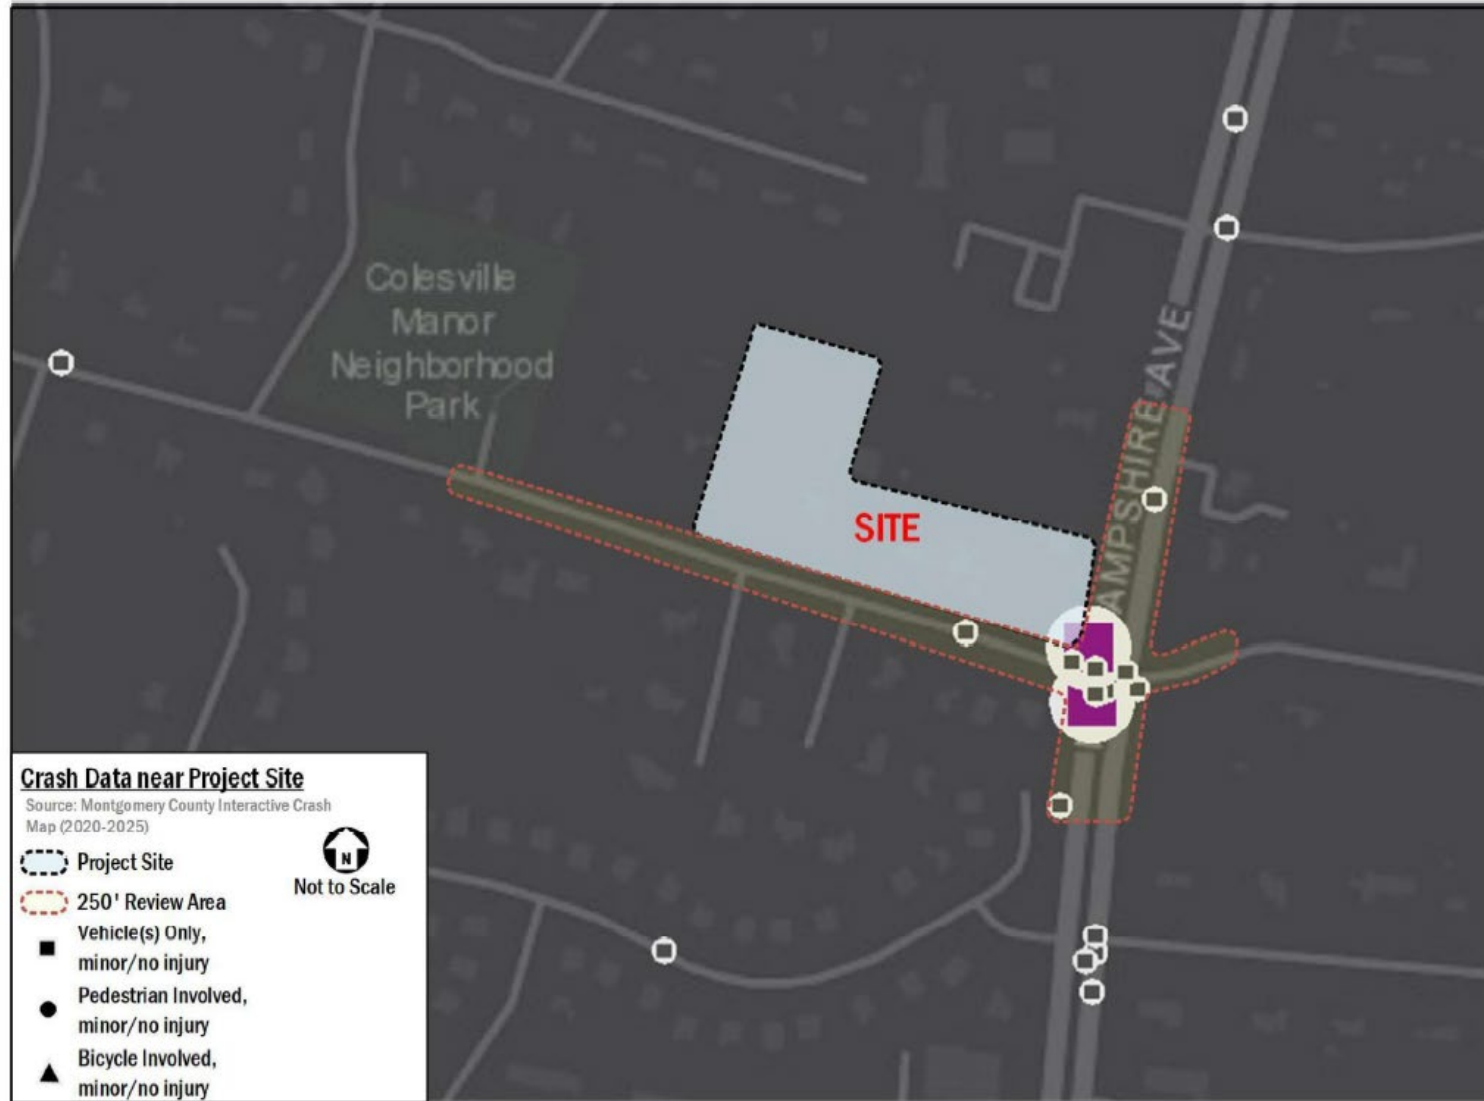 Colesville
Manor
Neighborhood
Park
AMPSHIRE AVE
SITE
Crash Data near Project Site
Source: Montgomery County Interactive Crash
Map (2020-2025)
N
Not to Scale
Project Site
250' Review Area
Vehicle(s) Only,
minor/no injury
Pedestrian Involved,
minor/no injury
Bicycle Involved,
minor/no injury